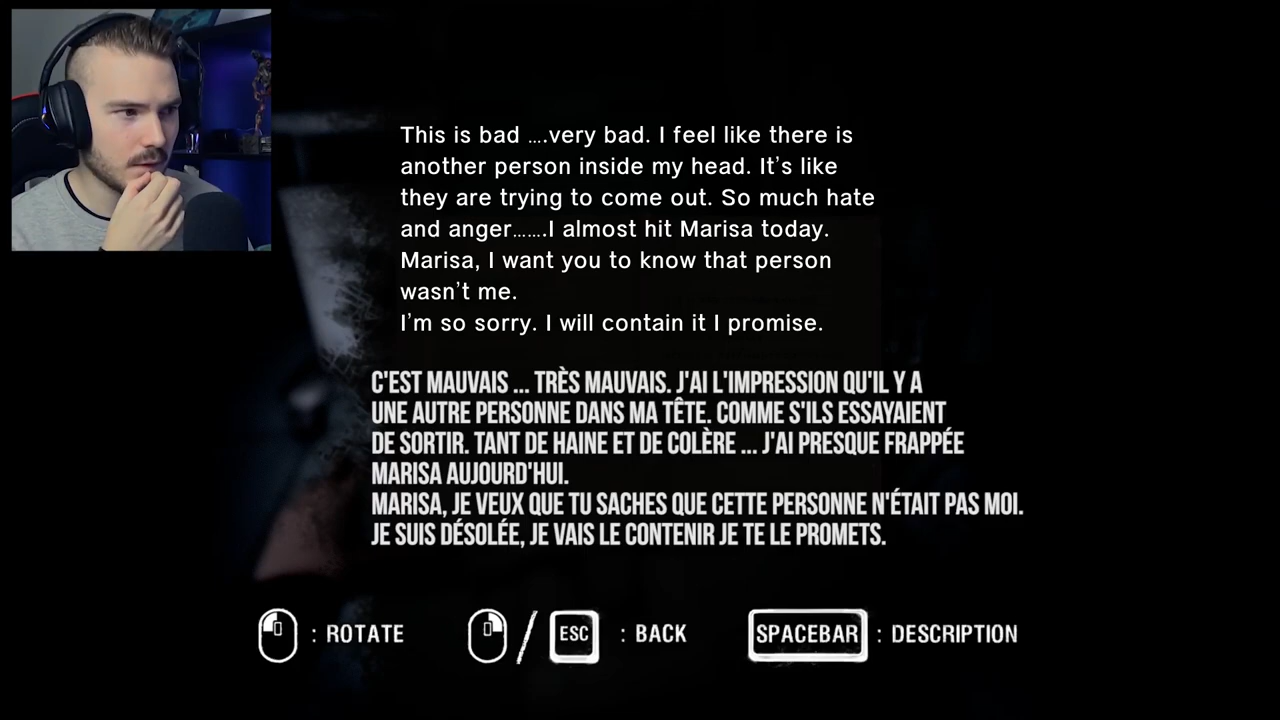 This is bad ....very bad. I feel like there is
another person inside my head. It's like
they are trying to come out. So much hate
and anger.......I almost hit Marisa today.
Marisa, I want you to know that person
wasn't me.
I'm so sorry. I will contain it I promise.
C'EST MAUVAIS ... TRÈS MAUVAIS. J'AI L'IMPRESSION QU'IL Y A
UNE AUTRE PERSONNE DANS MA TÊTE. COMME S'ILS ESSAYAIENT
DE SORTIR. TANT DE HAINE ET DE COLÈRE ... J'AI PRESQUE FRAPPÉE
MARISA AUJOURD'HUI.
MARISA, JE VEUX QUE TU SACHES QUE CETTE PERSONNE N'ÉTAIT PAS MOI.
JE SUIS DÉSOLÉE, JE VAIS LE CONTENIR JE TE LE PROMETS.
: ROTATE / ESC : BACK SPACEBAR : DESCRIPTION